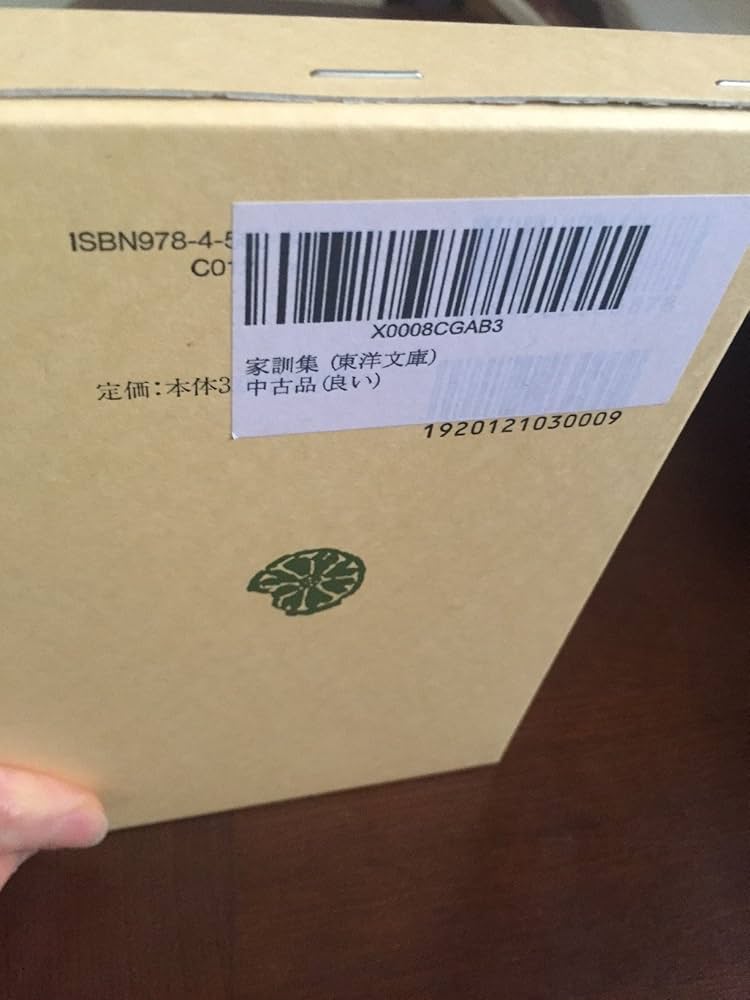 ISBN978-4-5
C01
X0008CGAB3
家訓集 (東洋文庫)
定価：本体3
中古品(良い)
1920121030009